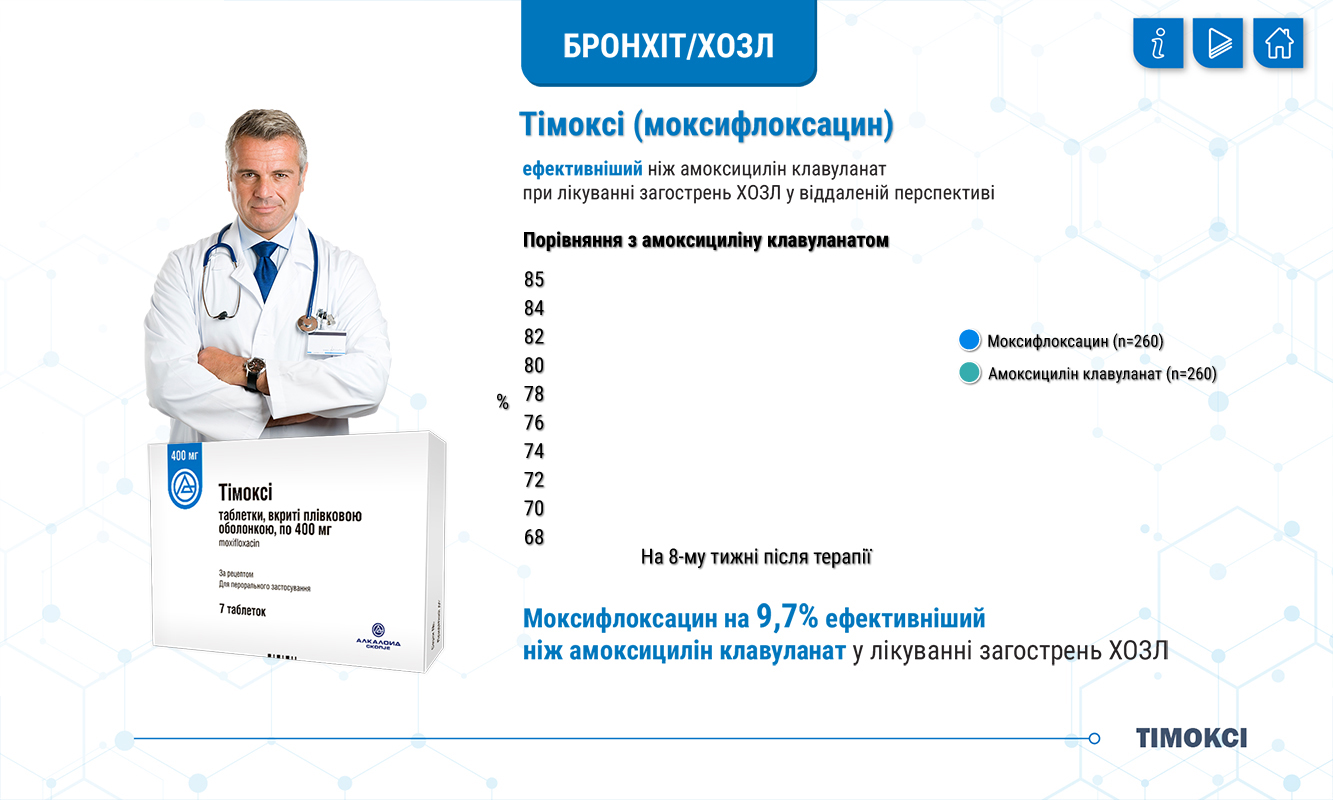 БРОНХІТ/ХОЗЛ
Тімоксі (моксифлоксацин)
ефективніший ніж амоксицилін клавуланат
при лікуванні загострень ХОЗЛ у віддаленій перспективі
Порівняння з амоксициліну клавуланатом
85
84
82
80
78
%
76
74
72
70
68
Моксифлоксацин (n=260)
Амоксицилін клавуланат (n=260)
На 8-му тижні після терапії
Моксифлоксацин на 9,7% ефективніший
ніж амоксицилін клавуланат у лікуванні загострень ХОЗЛ
400 мг
Тімоксі
таблетки, вкриті плівковою
оболонкою, по 400 мг
moxifloxacin
За рецептом
Для перорального застосування
7 таблеток
АЛКАЛОИД
СКОПЈЕ
ТІМОКСІ